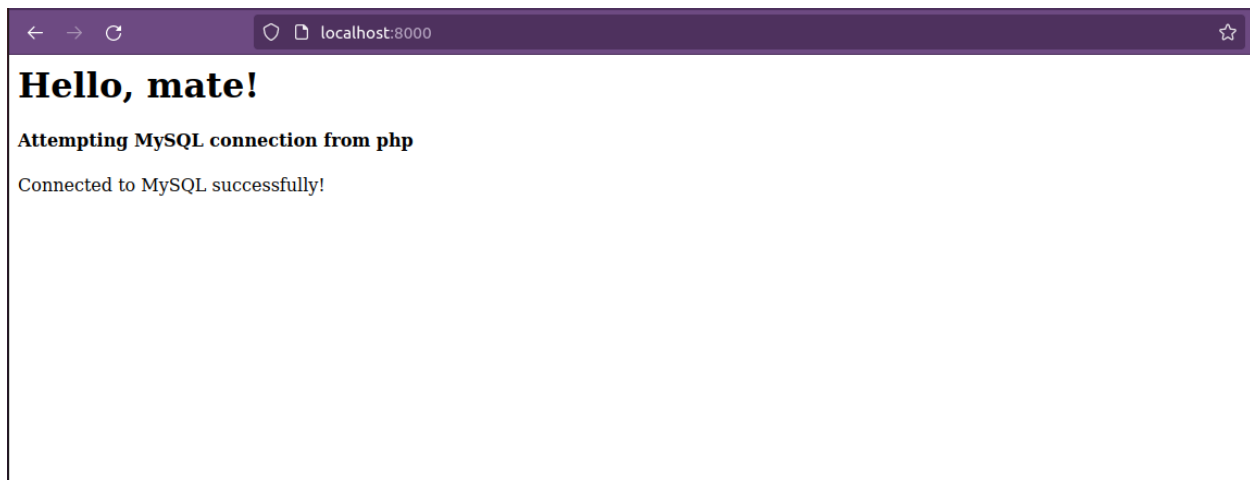 localhost:8000
Hello, mate!
Attempting MySQL connection from php
Connected to MySQL successfully!